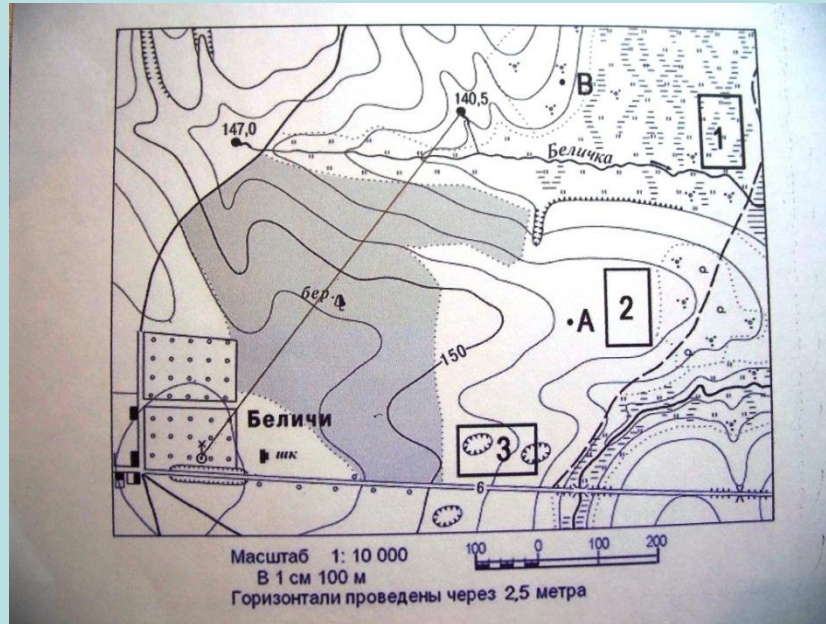 В
140,5
147,0
1
Беличка
бер.
А
2
150
Беличи
шк
3
6
Масштаб 1: 10 000
В 1 см 100 м
Горизонтали проведены через 2,5 метра
100 0 100 200